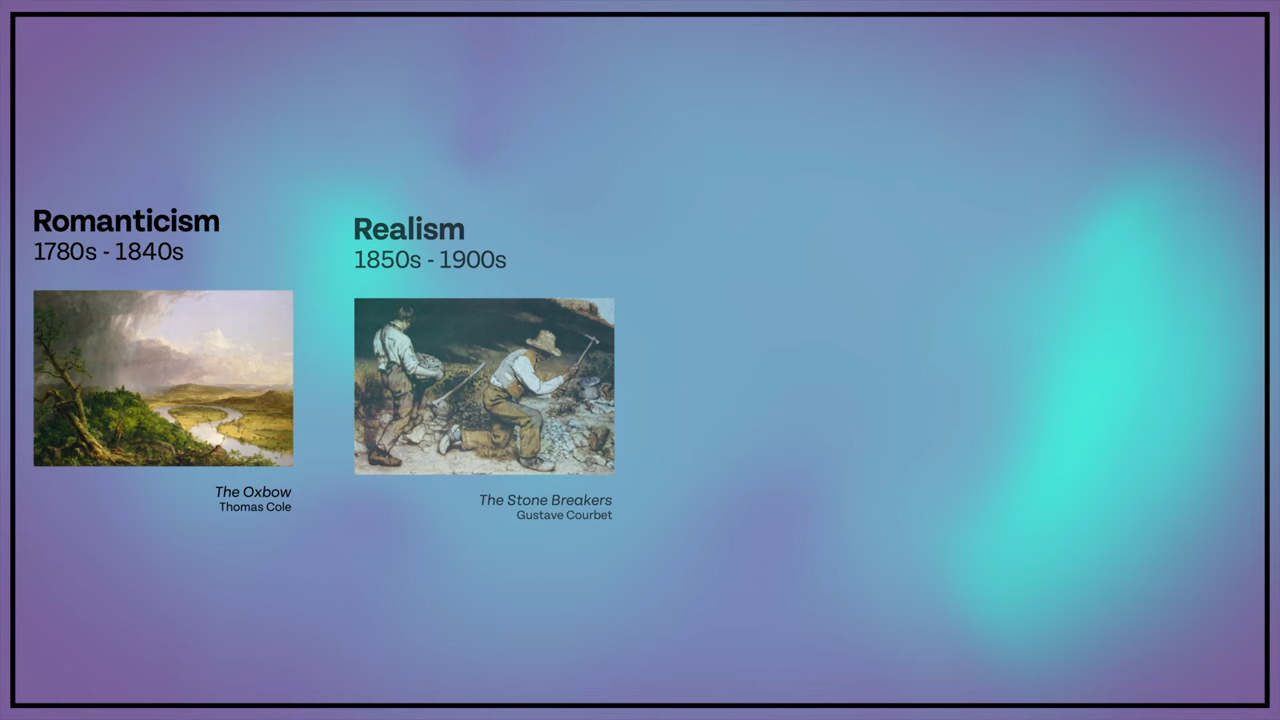 Romanticism
1780s - 1840s
The Oxbow
Thomas Cole
Realism
1850s - 1900s
The Stone Breakers
Gustave Courbet